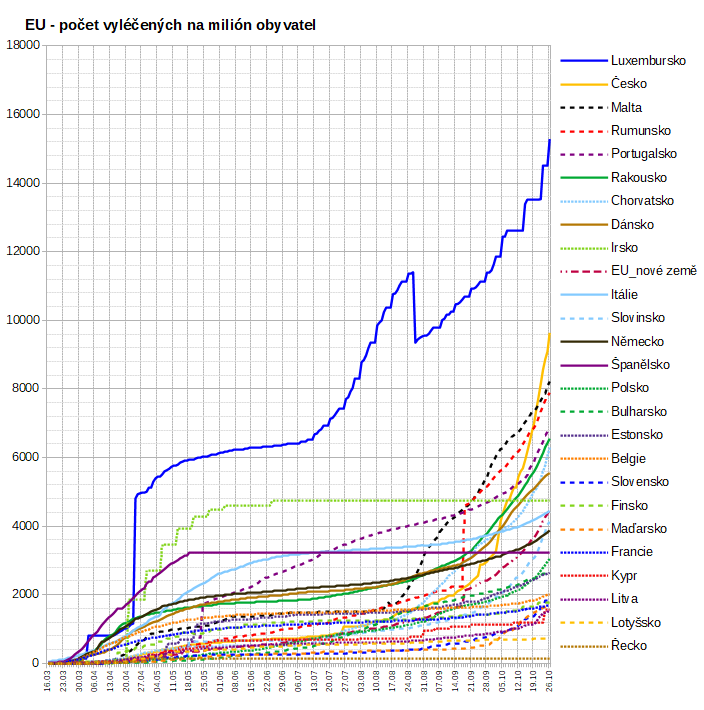 EU - počet vyléčených na milión obyvatel
18000
16000
14000
12000
10000
8000
6000
4000
2000
0
16.03 23.03 30.03 06.04 13.04 20.04 27.04 04.05 11.05 18.05 25.05 01.06 08.06 15.06 22.06 29.06 06.07 13.07 20.07 27.07 03.08 10.08 17.08 24.08 31.08 07.09 14.09 21.09 28.09 05.10 12.10 19.10 26.10
Luxembursko
Česko
Malta
Rumunsko
Portugalsko
Rakousko
Chorvatsko
Dánsko
Irsko
EU_nové země
Itálie
Slovinsko
Německo
Španělsko
Polsko
Bulharsko
Estonsko
Belgie
Slovensko
Finsko
Maďarsko
Francie
Kypr
Litva
Lotyšsko
Řecko